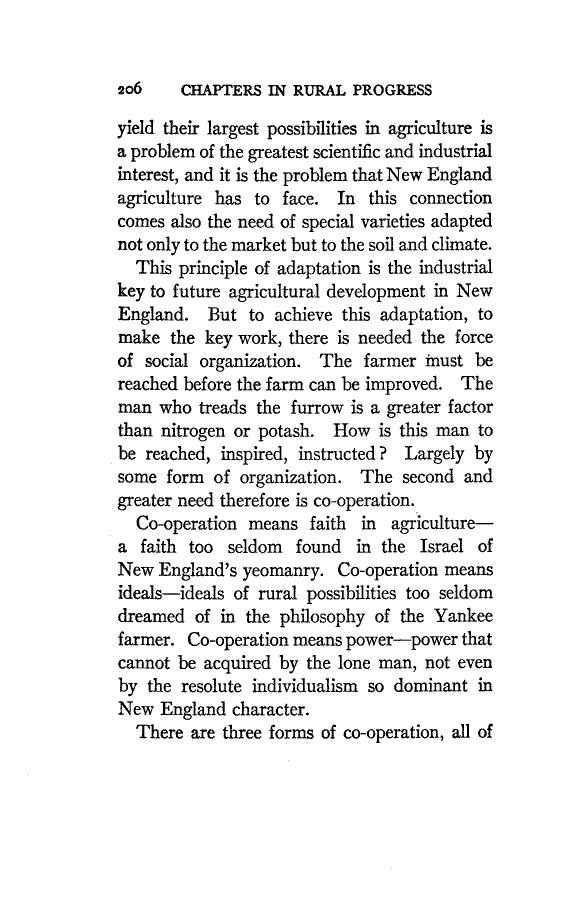 206 CHAPTERS IN RURAL PROGRESS
yield their largest possibilities in agriculture is
a problem of the greatest scientific and industrial
interest, and it is the problem that New England
agriculture has to face. In this connection
comes also the need of special varieties adapted
not only to the market but to the soil and climate.
This principle of adaptation is the industrial
key to future agricultural development in New
England. But to achieve this adaptation, to
make the key work, there is needed the force
of social organization. The farmer must be
reached before the farm can be improved. The
man who treads the furrow is a greater factor
than nitrogen or potash. How is this man to
be reached, inspired, instructed? Largely by
some form of organization. The second and
greater need therefore is co-operation.
Co-operation means faith in agriculture—
a faith too seldom found in the Israel of
New England's yeomanry. Co-operation means
ideals—ideals of rural possibilities too seldom
dreamed of in the philosophy of the Yankee
farmer. Co-operation means power—power that
cannot be acquired by the lone man, not even
by the resolute individualism so dominant in
New England character.
There are three forms of co-operation, all of